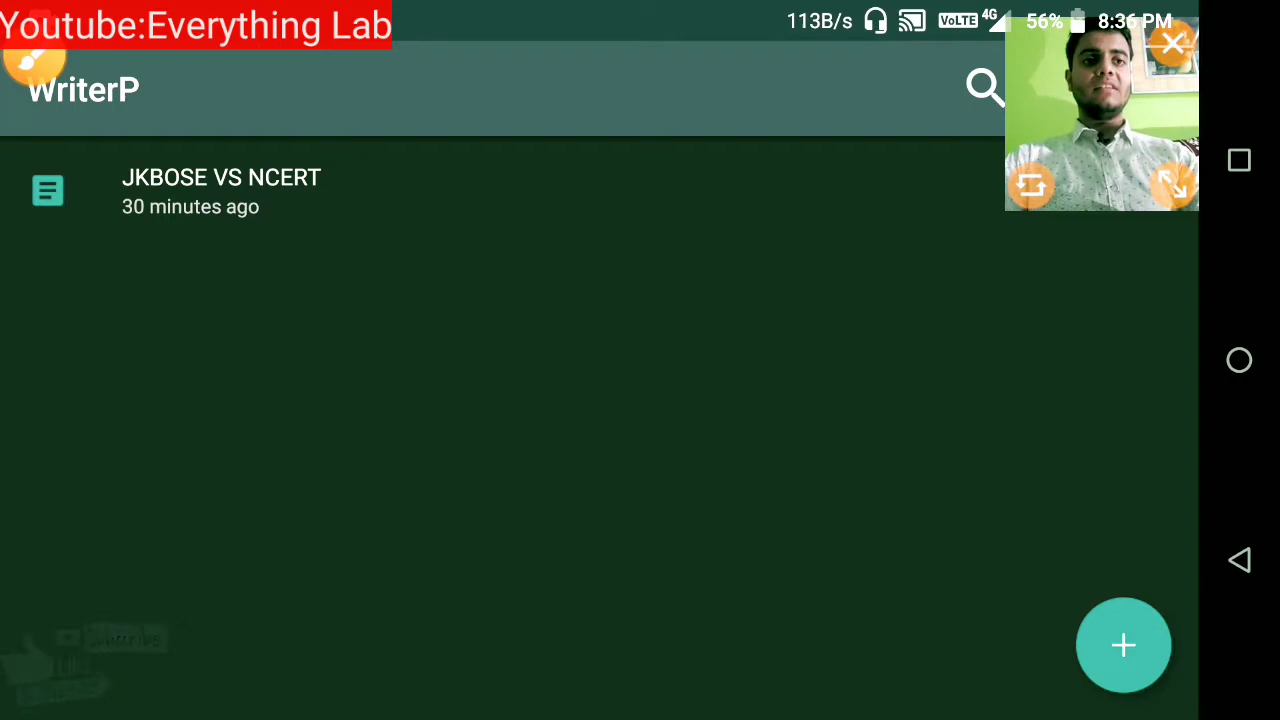 Youtube:Everything Lab
113B/s VoLTE 4G 56% 8:36 PM
WriterP
JKBOSE VS NCERT
30 minutes ago